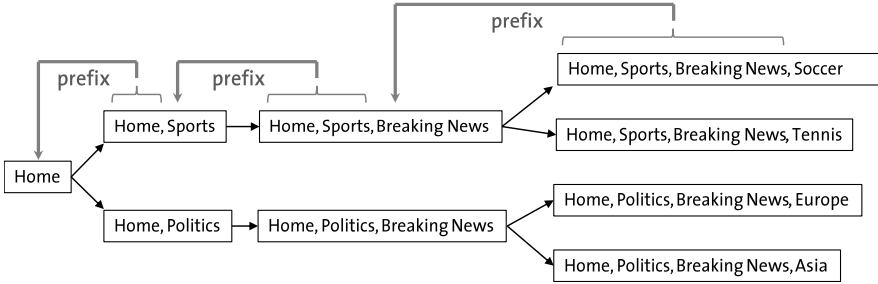 prefix
prefix
prefix
Home, Sports, Breaking News, Soccer
Home, Sports
Home, Sports, Breaking News
Home, Sports, Breaking News, Tennis
Home
Home, Politics
Home, Politics, Breaking News
Home, Politics, Breaking News, Europe
Home, Politics, Breaking News, Asia